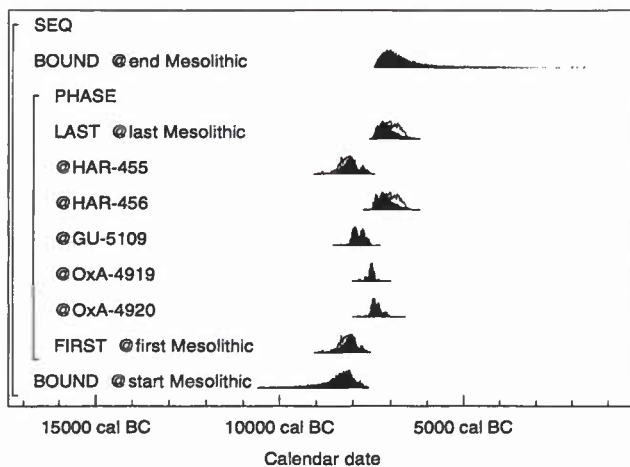 SEQ
BOUND @end Mesolithic
PHASE
LAST @last Mesolithic
@HAR-455
@HAR-456
@GU-5109
@OxA-4919
@OxA-4920
FIRST @first Mesolithic
BOUND @start Mesolithic
15000 cal BC 10000 cal BC 5000 cal BC
Calendar date